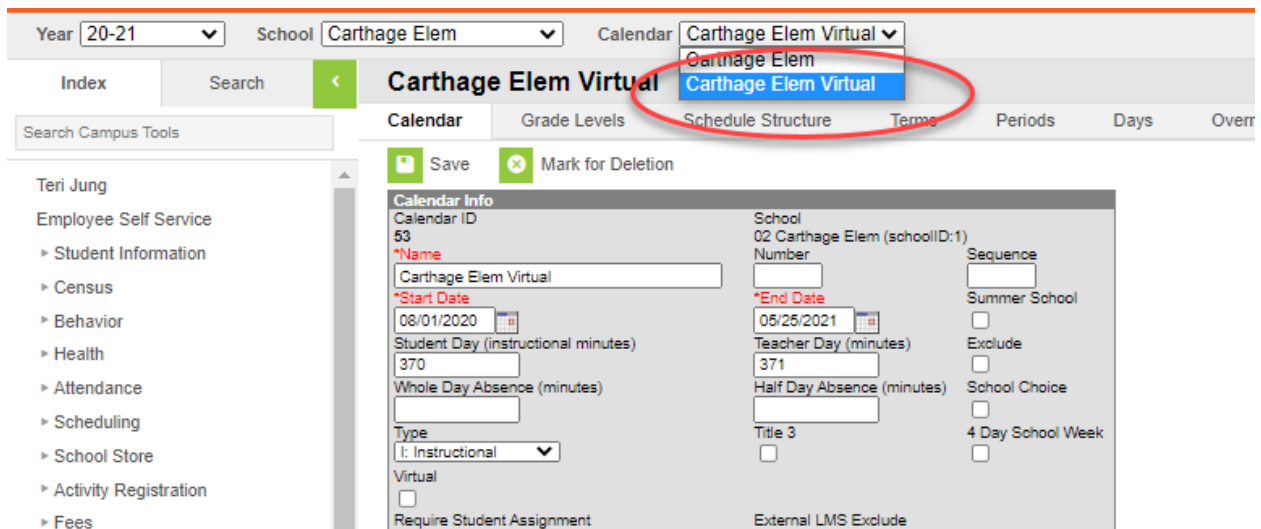 Year 20-21 School Carthage Elem Calendar Carthage Elem Virtual
Carthage Elem
Carthage Elem Virtual
Index Search
Carthage Elem Virtual
Search Campus Tools
Calendar Grade Levels Schedule Structure Terms Periods Days Overr
Save Mark for Deletion
Teri Jung
Employee Self Service
Student Information
Census
Behavior
Health
Attendance
Scheduling
School Store
Activity Registration
Fees
Calendar Info
Calendar ID School
53 02 Carthage Elem (schoolID:1)
*Name Number Sequence
Carthage Elem Virtual
*Start Date *End Date Summer School
08/01/2020 05/25/2021
Student Day (instructional minutes) Teacher Day (minutes) Exclude
370 371
Whole Day Absence (minutes) Half Day Absence (minutes) School Choice
Type Title 3 4 Day School Week
I: Instructional
Virtual
Require Student Assignment External LMS Exclude